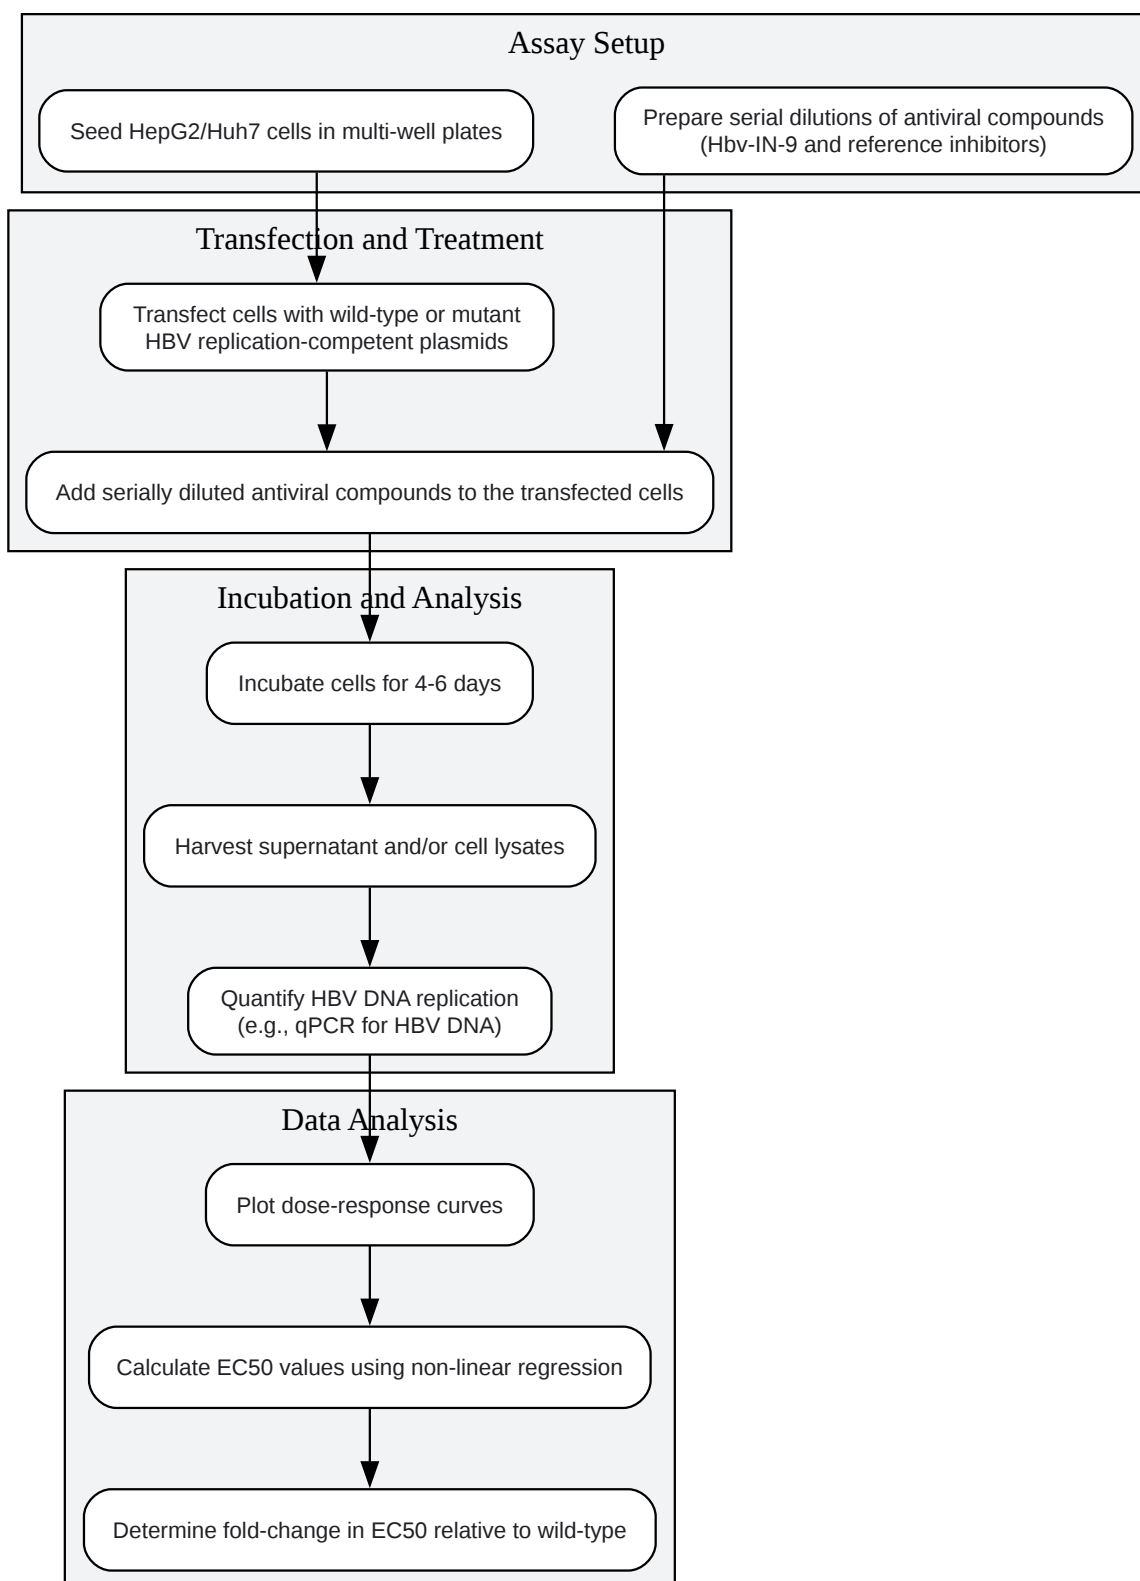 Assay Setup
Seed HepG2/Huh7 cells in multi-well plates
Prepare serial dilutions of antiviral compounds
(Hbv-IN-9 and reference inhibitors)
Transfection and Treatment
Transfect cells with wild-type or mutant
HBV replication-competent plasmids
Add serially diluted antiviral compounds to the transfected cells
Incubation and Analysis
Incubate cells for 4-6 days
Harvest supernatant and/or cell lysates
Quantify HBV DNA replication
(e.g., qPCR for HBV DNA)
Data Analysis
Plot dose-response curves
Calculate EC50 values using non-linear regression
Determine fold-change in EC50 relative to wild-type